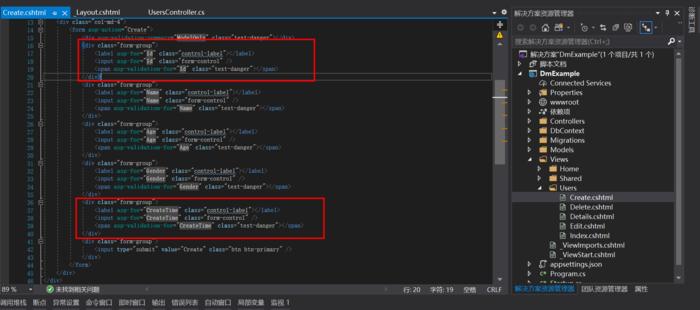 Create.cshtml
_Layout.cshtml
UsersController.cs
13 <div class="col-md-4">
14 <form asp-action="Create">
15 <div asp-validation-summary="ModelOnly" class="text-danger"></div>
16 <div class="form-group">
17 <label asp-for="Id" class="control-label"></label>
18 <input asp-for="Id" class="form-control" />
19 <span asp-validation-for="Id" class="text-danger"></span>
20 </div>
21 <div class="form-group">
22 <label asp-for="Name" class="control-label"></label>
23 <input asp-for="Name" class="form-control" />
24 <span asp-validation-for="Name" class="text-danger"></span>
25 </div>
26 <div class="form-group">
27 <label asp-for="Age" class="control-label"></label>
28 <input asp-for="Age" class="form-control" />
29 <span asp-validation-for="Age" class="text-danger"></span>
30 </div>
31 <div class="form-group">
32 <label asp-for="Gender" class="control-label"></label>
33 <input asp-for="Gender" class="form-control" />
34 <span asp-validation-for="Gender" class="text-danger"></span>
35 </div>
36 <div class="form-group">
37 <label asp-for="CreateTime" class="control-label"></label>
38 <input asp-for="CreateTime" class="form-control" />
39 <span asp-validation-for="CreateTime" class="text-danger"></span>
40 </div>
41 <div class="form-group">
42 <input type="submit" value="Create" class="btn btn-primary" />
43 </div>
44 </form>
45 </div>
46 </div>
89 %
未找到相关问题
行: 20
字符: 19
空格
CRLF
调用堆栈 断点 异常设置 命令窗口 即时窗口 输出 错误列表 自动窗口 局部变量 监视 1
解决方案资源管理器
搜索解决方案资源管理器(Ctrl+;)
解决方案"DmExample"(1 个项目/共 1 个)
脚本文档
DmExample
Connected Services
Properties
wwwroot
依赖项
Controllers
DbContext
Migrations
Models
Views
Home
Shared
Users
Create.cshtml
Delete.cshtml
Details.cshtml
Edit.cshtml
Index.cshtml
_ViewImports.cshtml
_ViewStart.cshtml
appsettings.json
Program.cs
Startup.cs
解决方案资源管理器 团队资源管理器
诊断工具